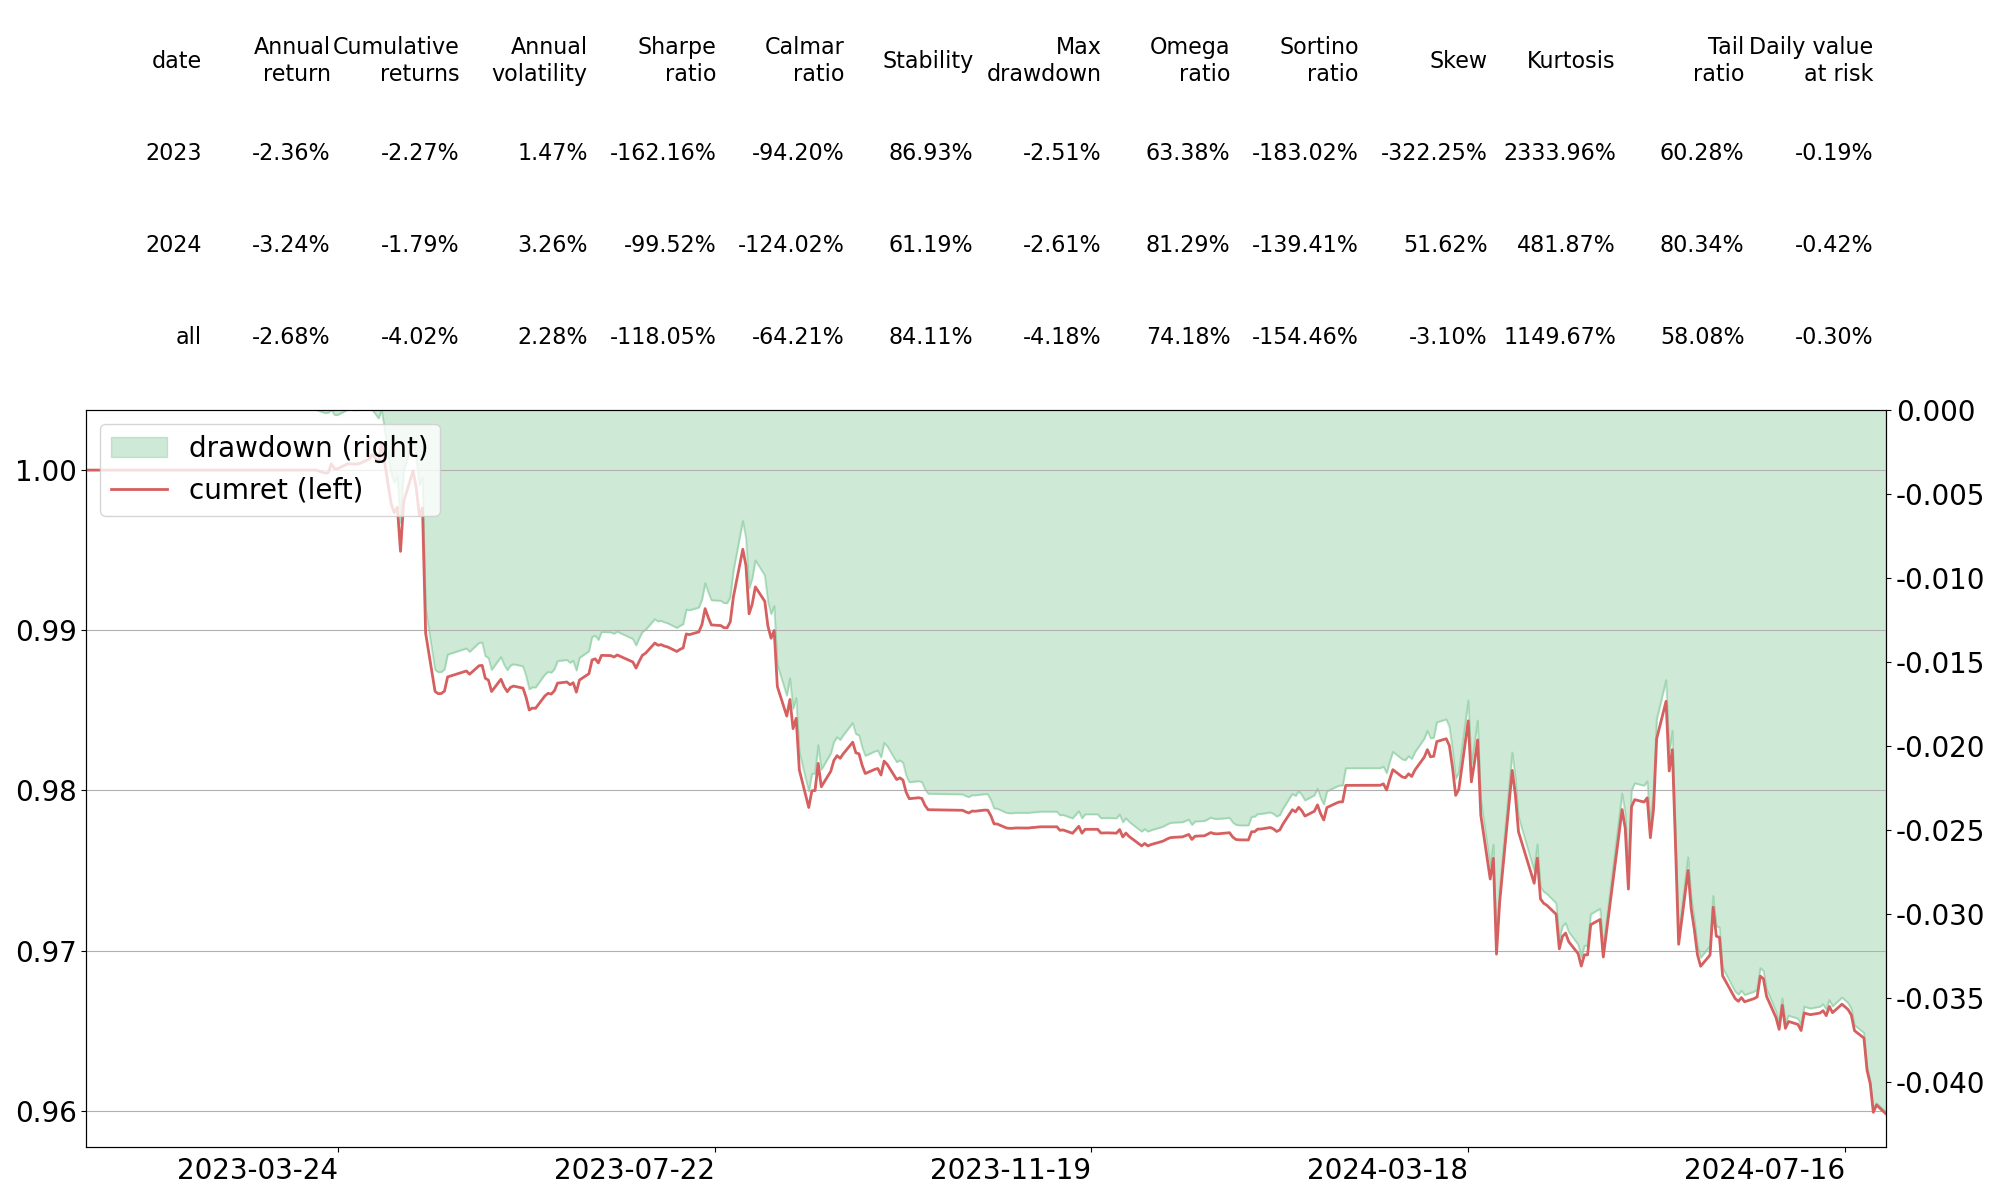 date Annual return Cumulative returns Annual volatility Sharpe ratio Calmar ratio Stability Max drawdown Omega ratio Sortino ratio Skew Kurtosis Tail ratio Daily value at risk
2023 -2.36% -2.27% 1.47% -162.16% -94.20% 86.93% -2.51% 63.38% -183.02% -322.25% 2333.96% 60.28% -0.19%
2024 -3.24% -1.79% 3.26% -99.52% -124.02% 61.19% -2.61% 81.29% -139.41% 51.62% 481.87% 80.34% -0.42%
all -2.68% -4.02% 2.28% -118.05% -64.21% 84.11% -4.18% 74.18% -154.46% -3.10% 1149.67% 58.08% -0.30%
drawdown (right)
cumret (left)
1.00
0.99
0.98
0.97
0.96
0.000
-0.005
-0.010
-0.015
-0.020
-0.025
-0.030
-0.035
-0.040
2023-03-24 2023-07-22 2023-11-19 2024-03-18 2024-07-16